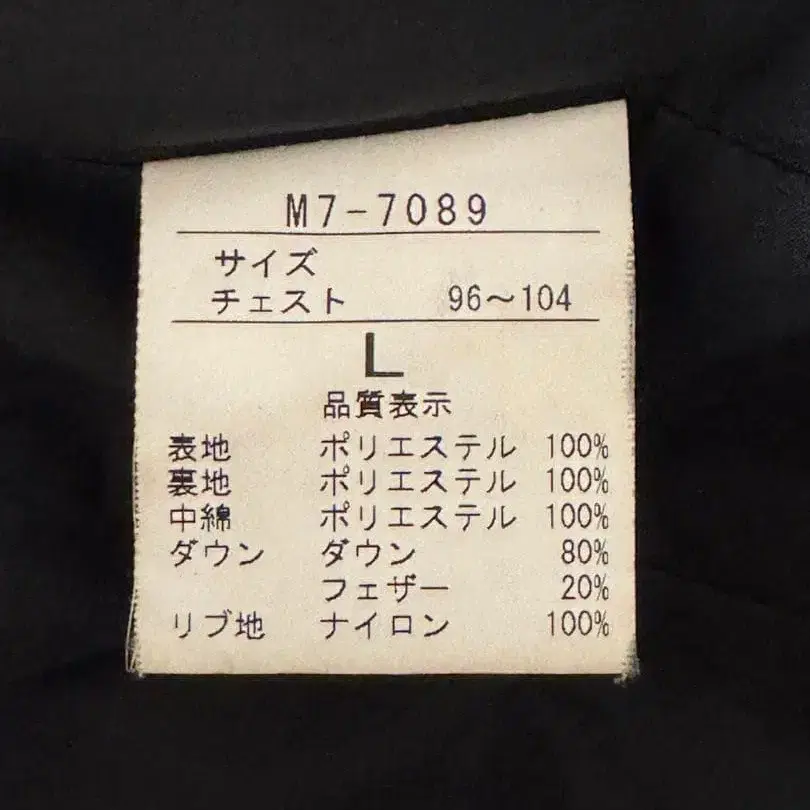 M7-7089
サイズ
チェスト 96～104
L
品質表示
表地 ポリエステル 100%
裏地 ポリエステル 100%
中綿 ポリエステル 100%
ダウン ダウン 80%
フェザー 20%
リブ地 ナイロン 100%